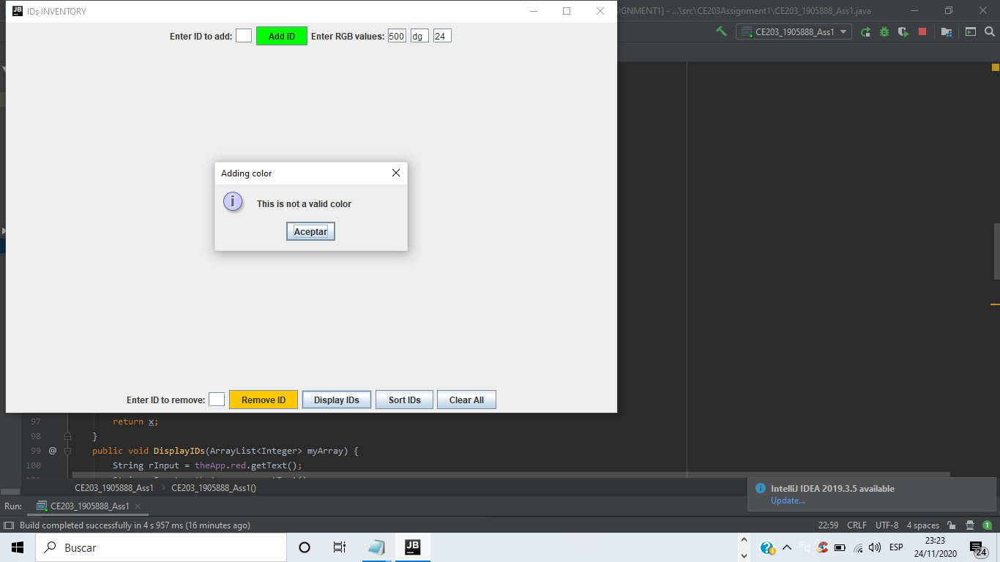 JB IDs INVENTORY
IGNMENT1] - ...\src\CE203Assignment1\CE203_1905888_Ass1.java
CE203_1905888_Ass1
Enter ID to add: Add ID Enter RGB values: 500 dg 24
Adding color
i This is not a valid color
Aceptar
Enter ID to remove: Remove ID Display IDs Sort IDs Clear All
97 return x;
98 }
99 @ public void DisplayIDs(ArrayList<Integer> myArray) {
100 String rInput = theApp.red.getText();
CE203_1905888_Ass1 CE203_1905888_Ass1()
IntelliJ IDEA 2019.3.5 available
Update...
Run: CE203_1905888_Ass1
Build completed successfully in 4 s 957 ms (16 minutes ago) 22:59 CRLF UTF-8 4 spaces 1
Buscar JB ESP 23:23
24/11/2020 24